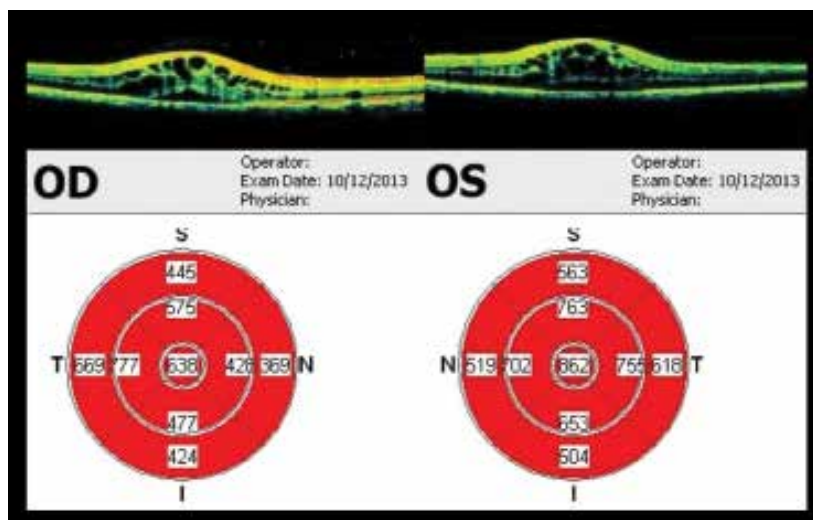 OD
Operator:
Exam Date: 10/12/2013
Physician:
OS
Operator:
Exam Date: 10/12/2013
Physician:
S
445
575
T 669 777 638 426 369 N
477
424
I
S
563
763
N 519 702 862 755 618 T
653
504
I